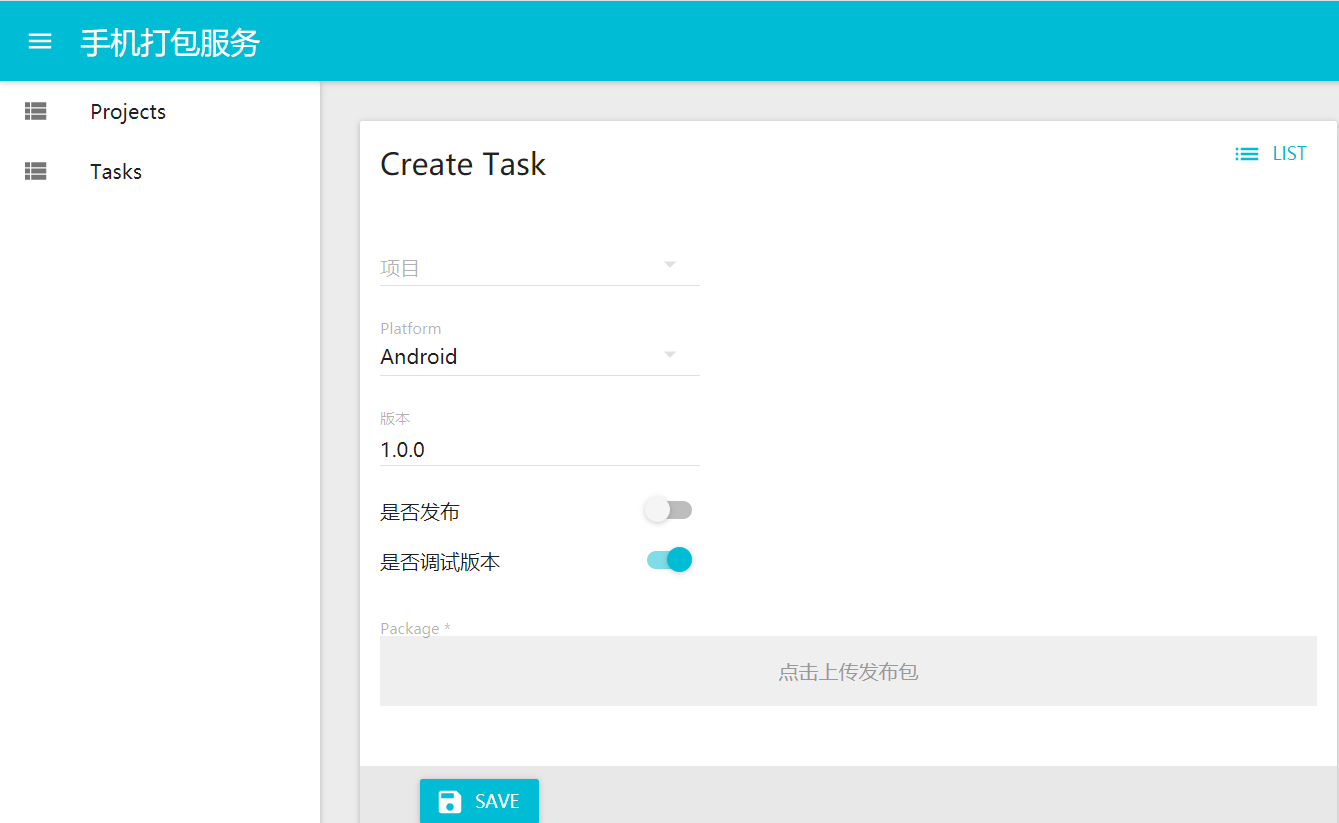 手机打包服务
Projects
Tasks
Create Task
LIST
项目
Platform
Android
版本
1.0.0
是否发布
是否调试版本
Package *
点击上传发布包
SAVE